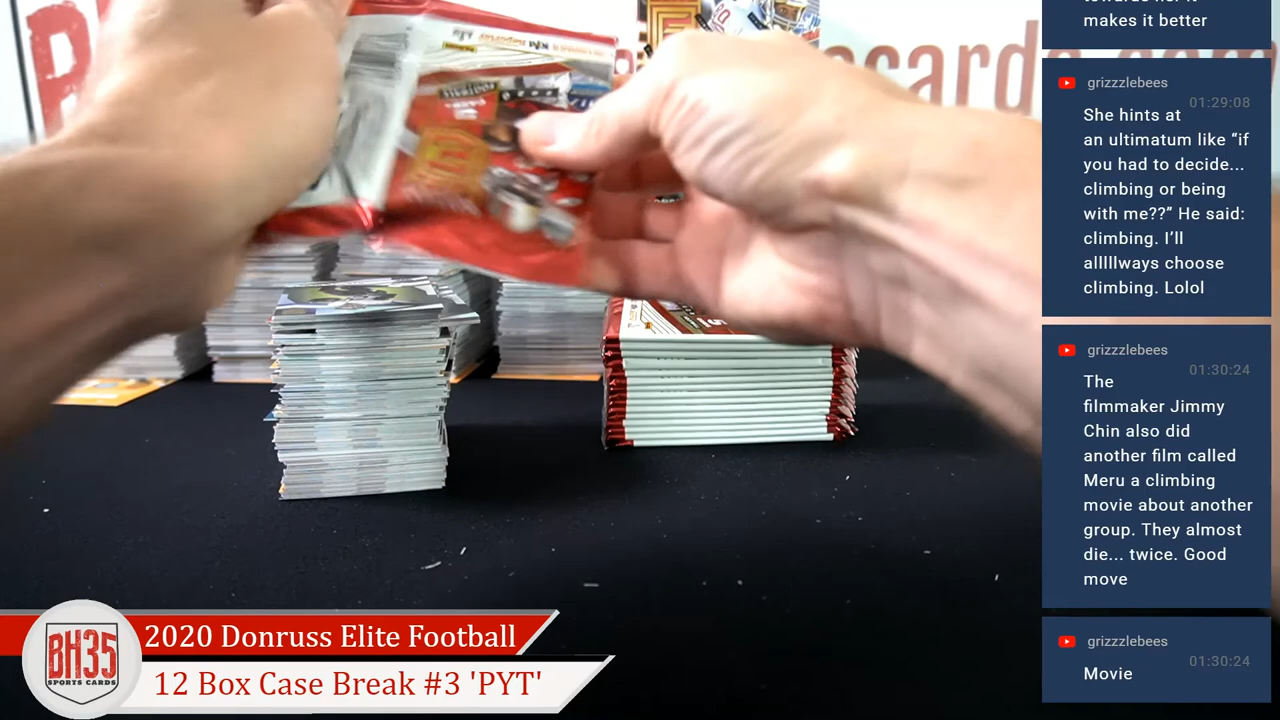 towards her it
makes it better
grizzzlebees
01:29:08
She hints at
an ultimatum like “if
you had to decide...
climbing or being
with me??” He said:
climbing. I’ll
alllllways choose
climbing. Lolol
grizzzlebees
01:30:24
The
filmmaker Jimmy
Chin also did
another film called
Meru a climbing
movie about another
group. They almost
die... twice. Good
move
grizzzlebees
01:30:24
Movie
cards.com
BH35
SPORTS CARDS
2020 Donruss Elite Football
12 Box Case Break #3 'PYT'